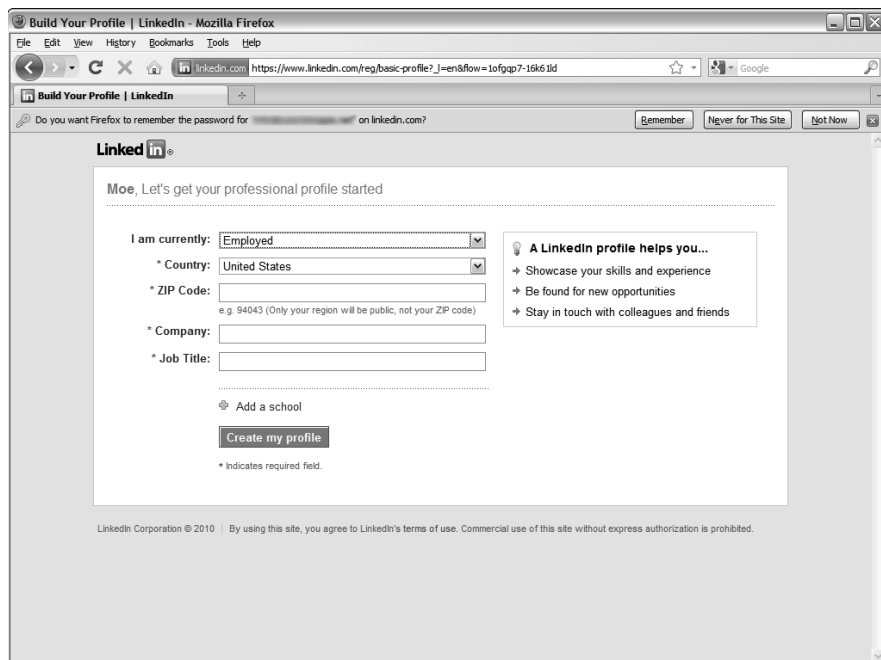 Build Your Profile | LinkedIn - Mozilla Firefox
File Edit View History Bookmarks Tools Help
in linkedin.com https://www.linkedin.com/reg/basic-profile?_l=en&flow=1ofgqp7-16k61ld Google
in Build Your Profile | LinkedIn
Do you want Firefox to remember the password for on linkedin.com? Remember Never for This Site Not Now
Linked in ®
Moe, Let's get your professional profile started
I am currently: Employed
* Country: United States
* ZIP Code:
e.g. 94043 (Only your region will be public, not your ZIP code)
* Company:
* Job Title:
Add a school
Create my profile
* Indicates required field.
A LinkedIn profile helps you...
Showcase your skills and experience
Be found for new opportunities
Stay in touch with colleagues and friends
LinkedIn Corporation © 2010 | By using this site, you agree to LinkedIn's terms of use. Commercial use of this site without express authorization is prohibited.